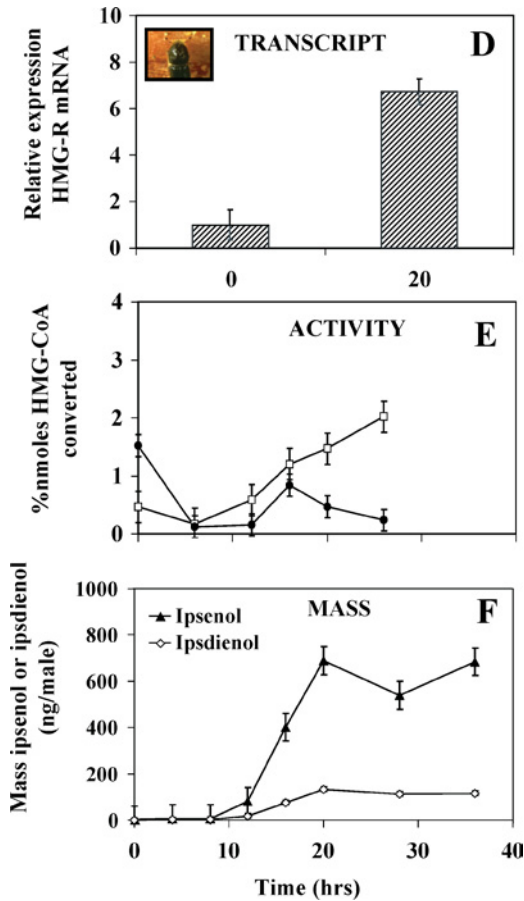 TRANSCRIPT
D
Relative expression
HMG-R mRNA
10
8
6
4
2
0
0
20
ACTIVITY
E
%nmoles HMG-CoA
converted
4
3
2
1
0
MASS
F
Ipsenol
Ipsdienol
Mass ipsenol or ipsdienol
(ng/male)
1000
800
600
400
200
0
0
10
20
30
40
Time (hrs)